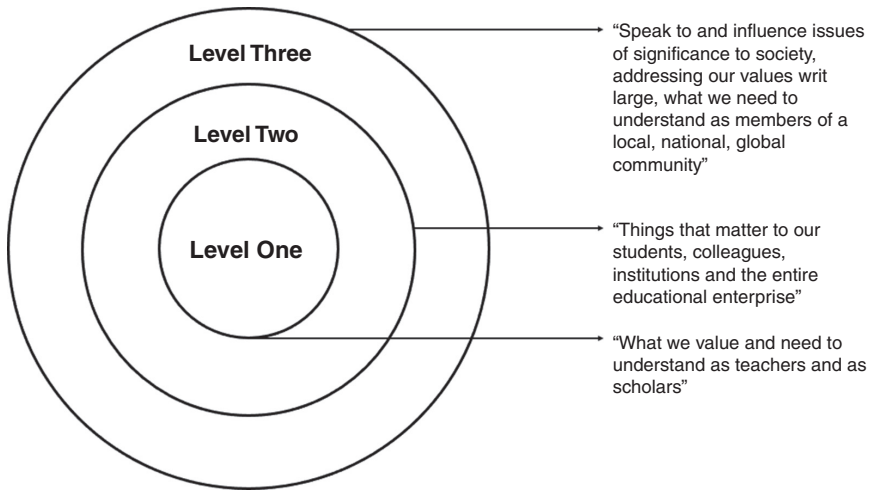 Level Three
Level Two
Level One
“Speak to and influence issues
of significance to society,
addressing our values writ
large, what we need to
understand as members of a
local, national, global
community”
“Things that matter to our
students, colleagues,
institutions and the entire
educational enterprise”
“What we value and need to
understand as teachers and as
scholars”